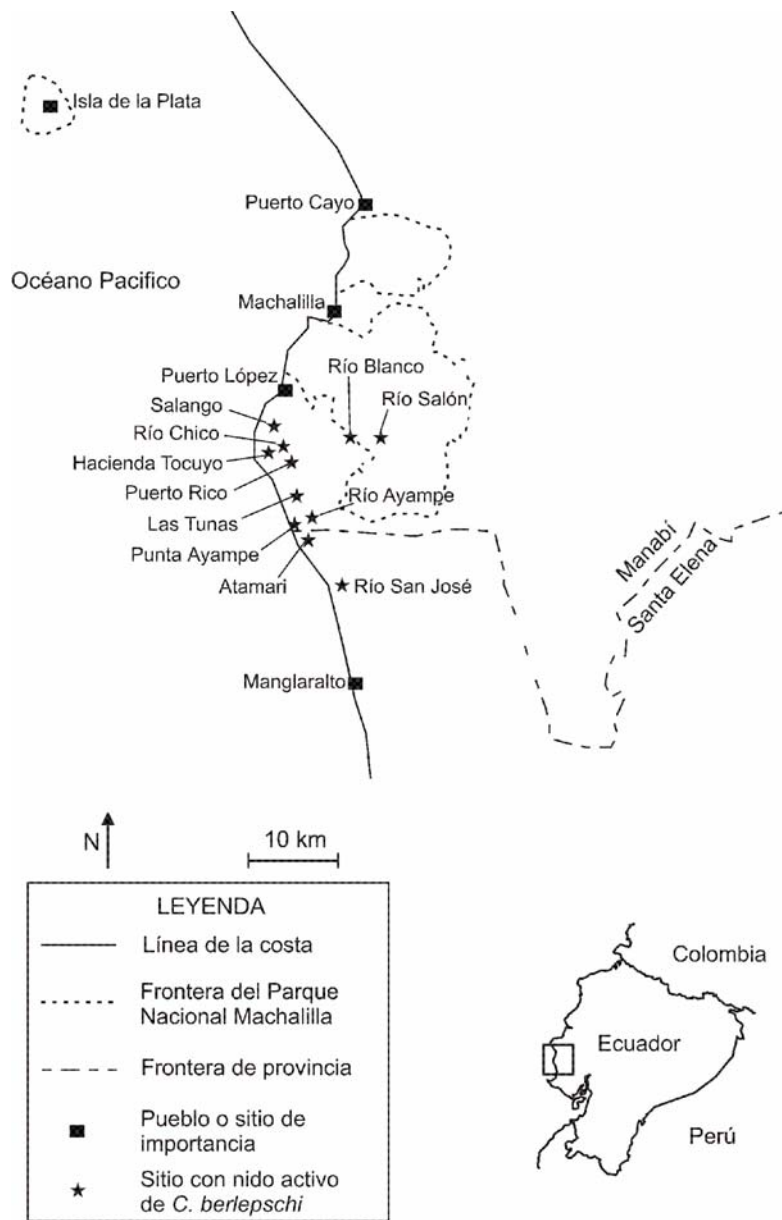 Isla de la Plata
Puerto Cayo
Océano Pacifico
Machalilla
Río Blanco
Puerto López
Río Salón
Salango
Río Chico
Hacienda Tocuyo
Puerto Rico
Río Ayampe
Las Tunas
Punta Ayampe
Manabí
Santa Elena
Atamari
Río San José
Manglaralto
N
10 km
LEYENDA
Línea de la costa
Frontera del Parque
Nacional Machalilla
Frontera de provincia
Pueblo o sitio de
importancia
Sitio con nido activo
de C. berlepschi
Colombia
Ecuador
Perú